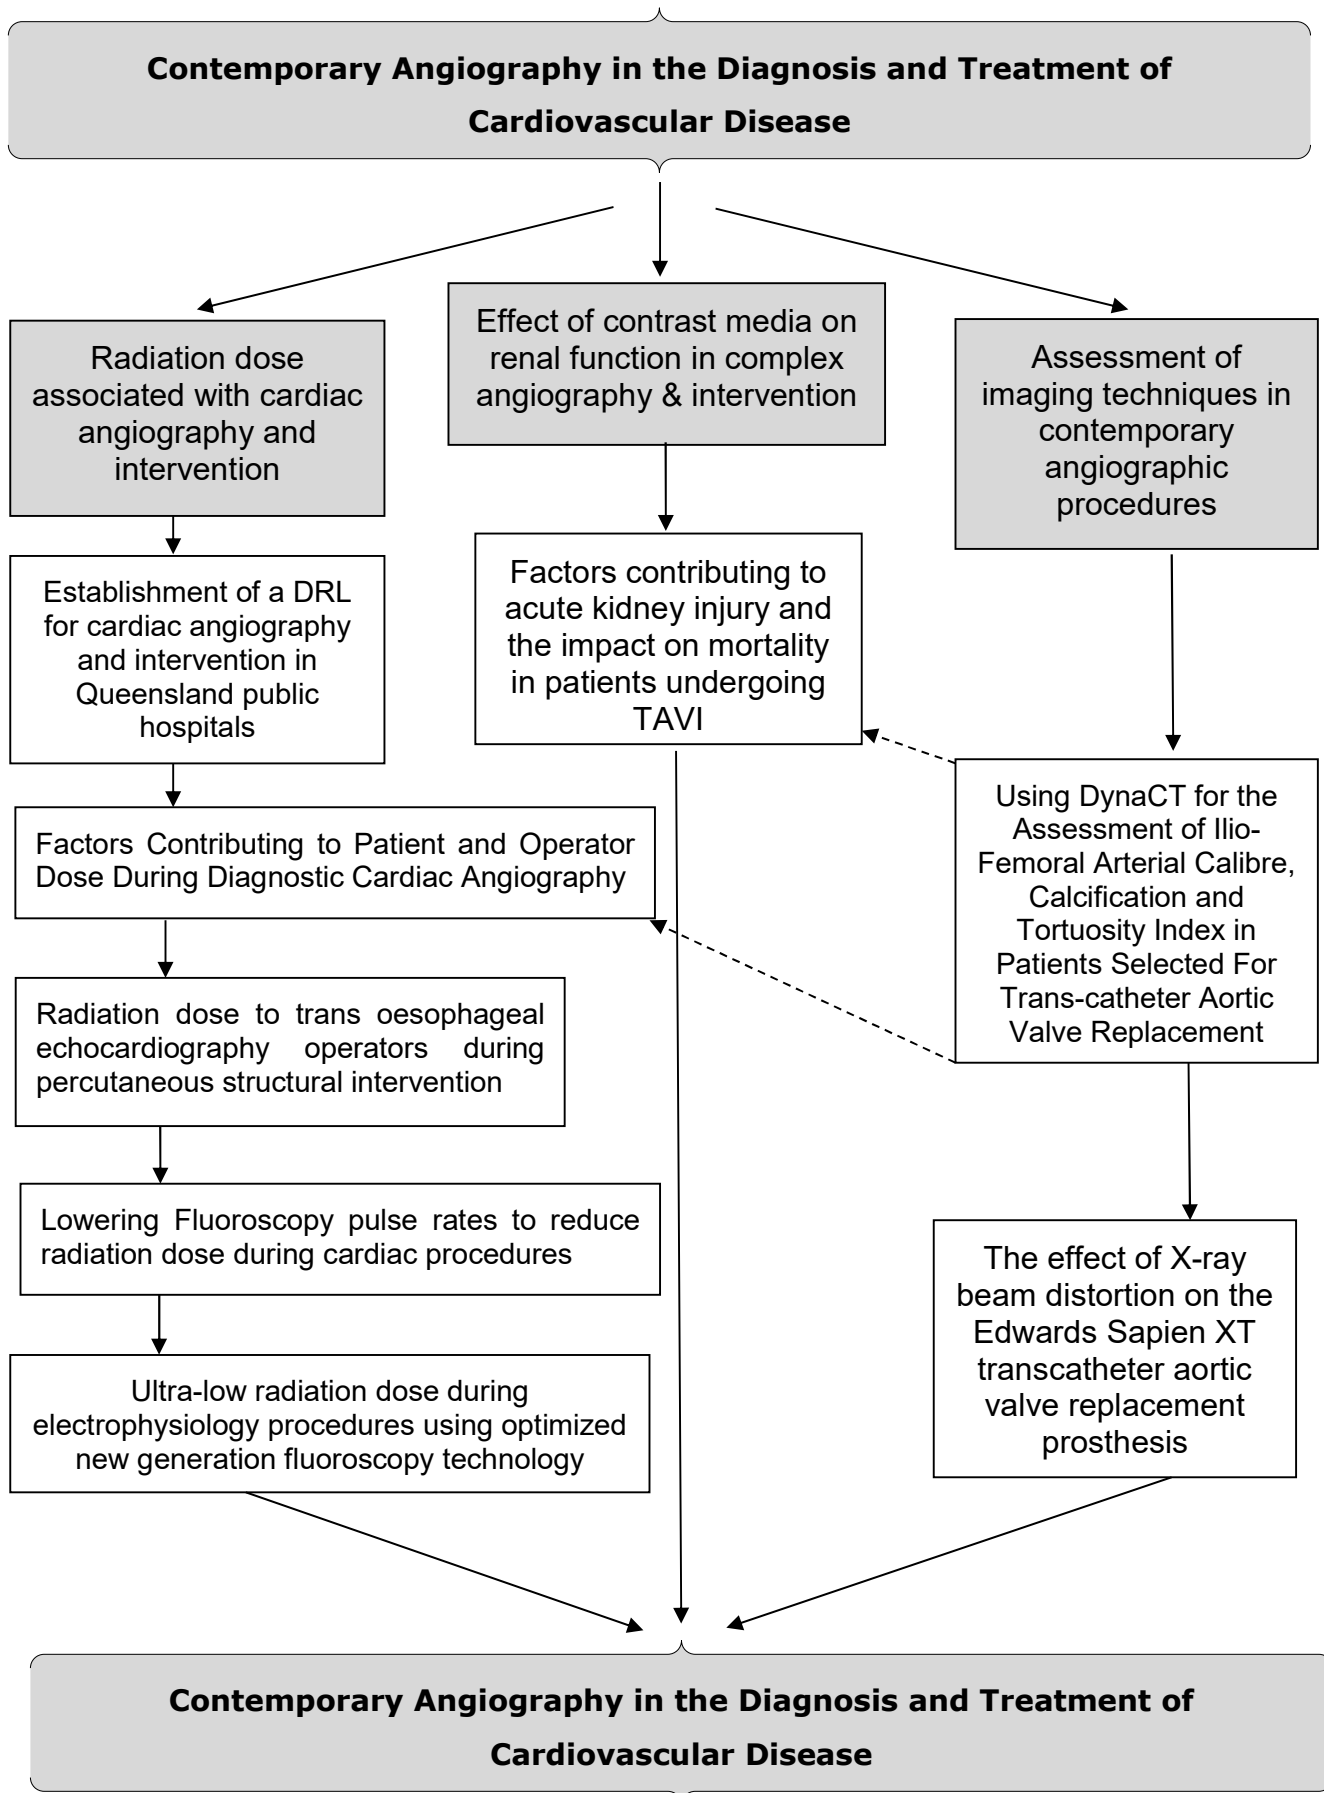 Contemporary Angiography in the Diagnosis and Treatment of
Cardiovascular Disease
Radiation dose
associated with cardiac
angiography and
intervention
Effect of contrast media on
renal function in complex
angiography & intervention
Assessment of
imaging techniques in
contemporary
angiographic
procedures
Establishment of a DRL
for cardiac angiography
and intervention in
Queensland public
hospitals
Factors contributing to
acute kidney injury and
the impact on mortality
in patients undergoing
TAVI
Using DynaCT for the
Assessment of Ilio-
Femoral Arterial Calibre,
Calcification and
Tortuosity Index in
Patients Selected For
Trans-catheter Aortic
Valve Replacement
Factors Contributing to Patient and Operator
Dose During Diagnostic Cardiac Angiography
Radiation dose to trans oesophageal
echocardiography operators during
percutaneous structural intervention
Lowering Fluoroscopy pulse rates to reduce
radiation dose during cardiac procedures
The effect of X-ray
beam distortion on the
Edwards Sapien XT
transcatheter aortic
valve replacement
prosthesis
Ultra-low radiation dose during
electrophysiology procedures using optimized
new generation fluoroscopy technology
Contemporary Angiography in the Diagnosis and Treatment of
Cardiovascular Disease